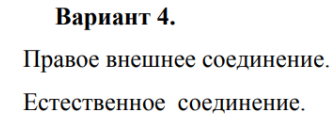 Вариант 4.
Правое внешнее соединение.
Естественное соединение.